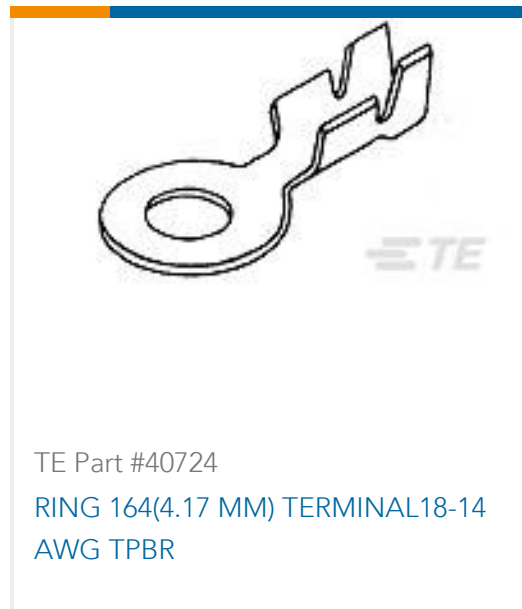 TE
TE Part #40724
RING 164(4.17 MM) TERMINAL18-14
AWG TPBR